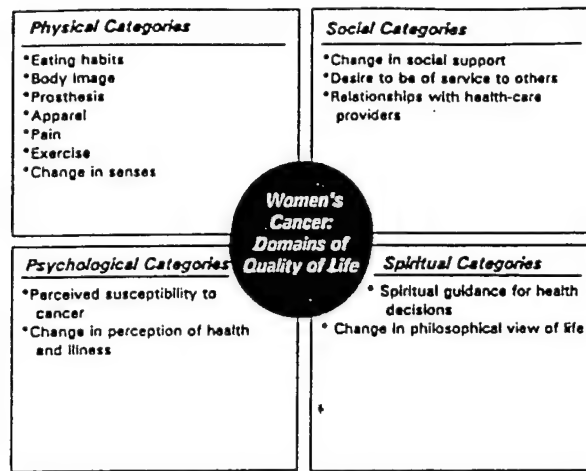 Physical Categories
*Eating habits
*Body image
*Prosthesis
*Apparel
*Pain
*Exercise
*Change in senses
Social Categories
*Change in social support
*Desire to be of service to others
*Relationships with health-care
providers
Women's
Cancer:
Domains of
Quality of Life
Psychological Categories
*Perceived susceptibility to
cancer
*Change in perception of health
and illness
Spiritual Categories
* Spiritual guidance for health
decisions
* Change in philosophical view of life